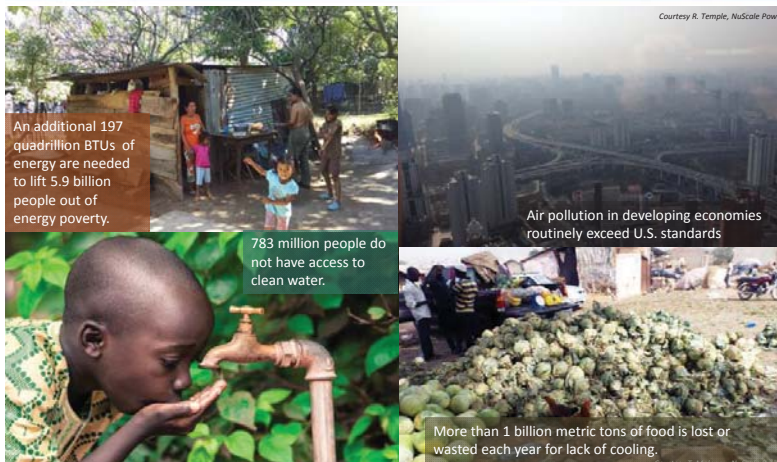 Courtesy R. Temple, NuScale Pow
An additional 197
quadrillion BTUs of
energy are needed
to lift 5.9 billion
people out of
energy poverty.
Air pollution in developing economies
routinely exceed U.S. standards
783 million people do
not have access to
clean water.
More than 1 billion metric tons of food is lost or
wasted each year for lack of cooling.